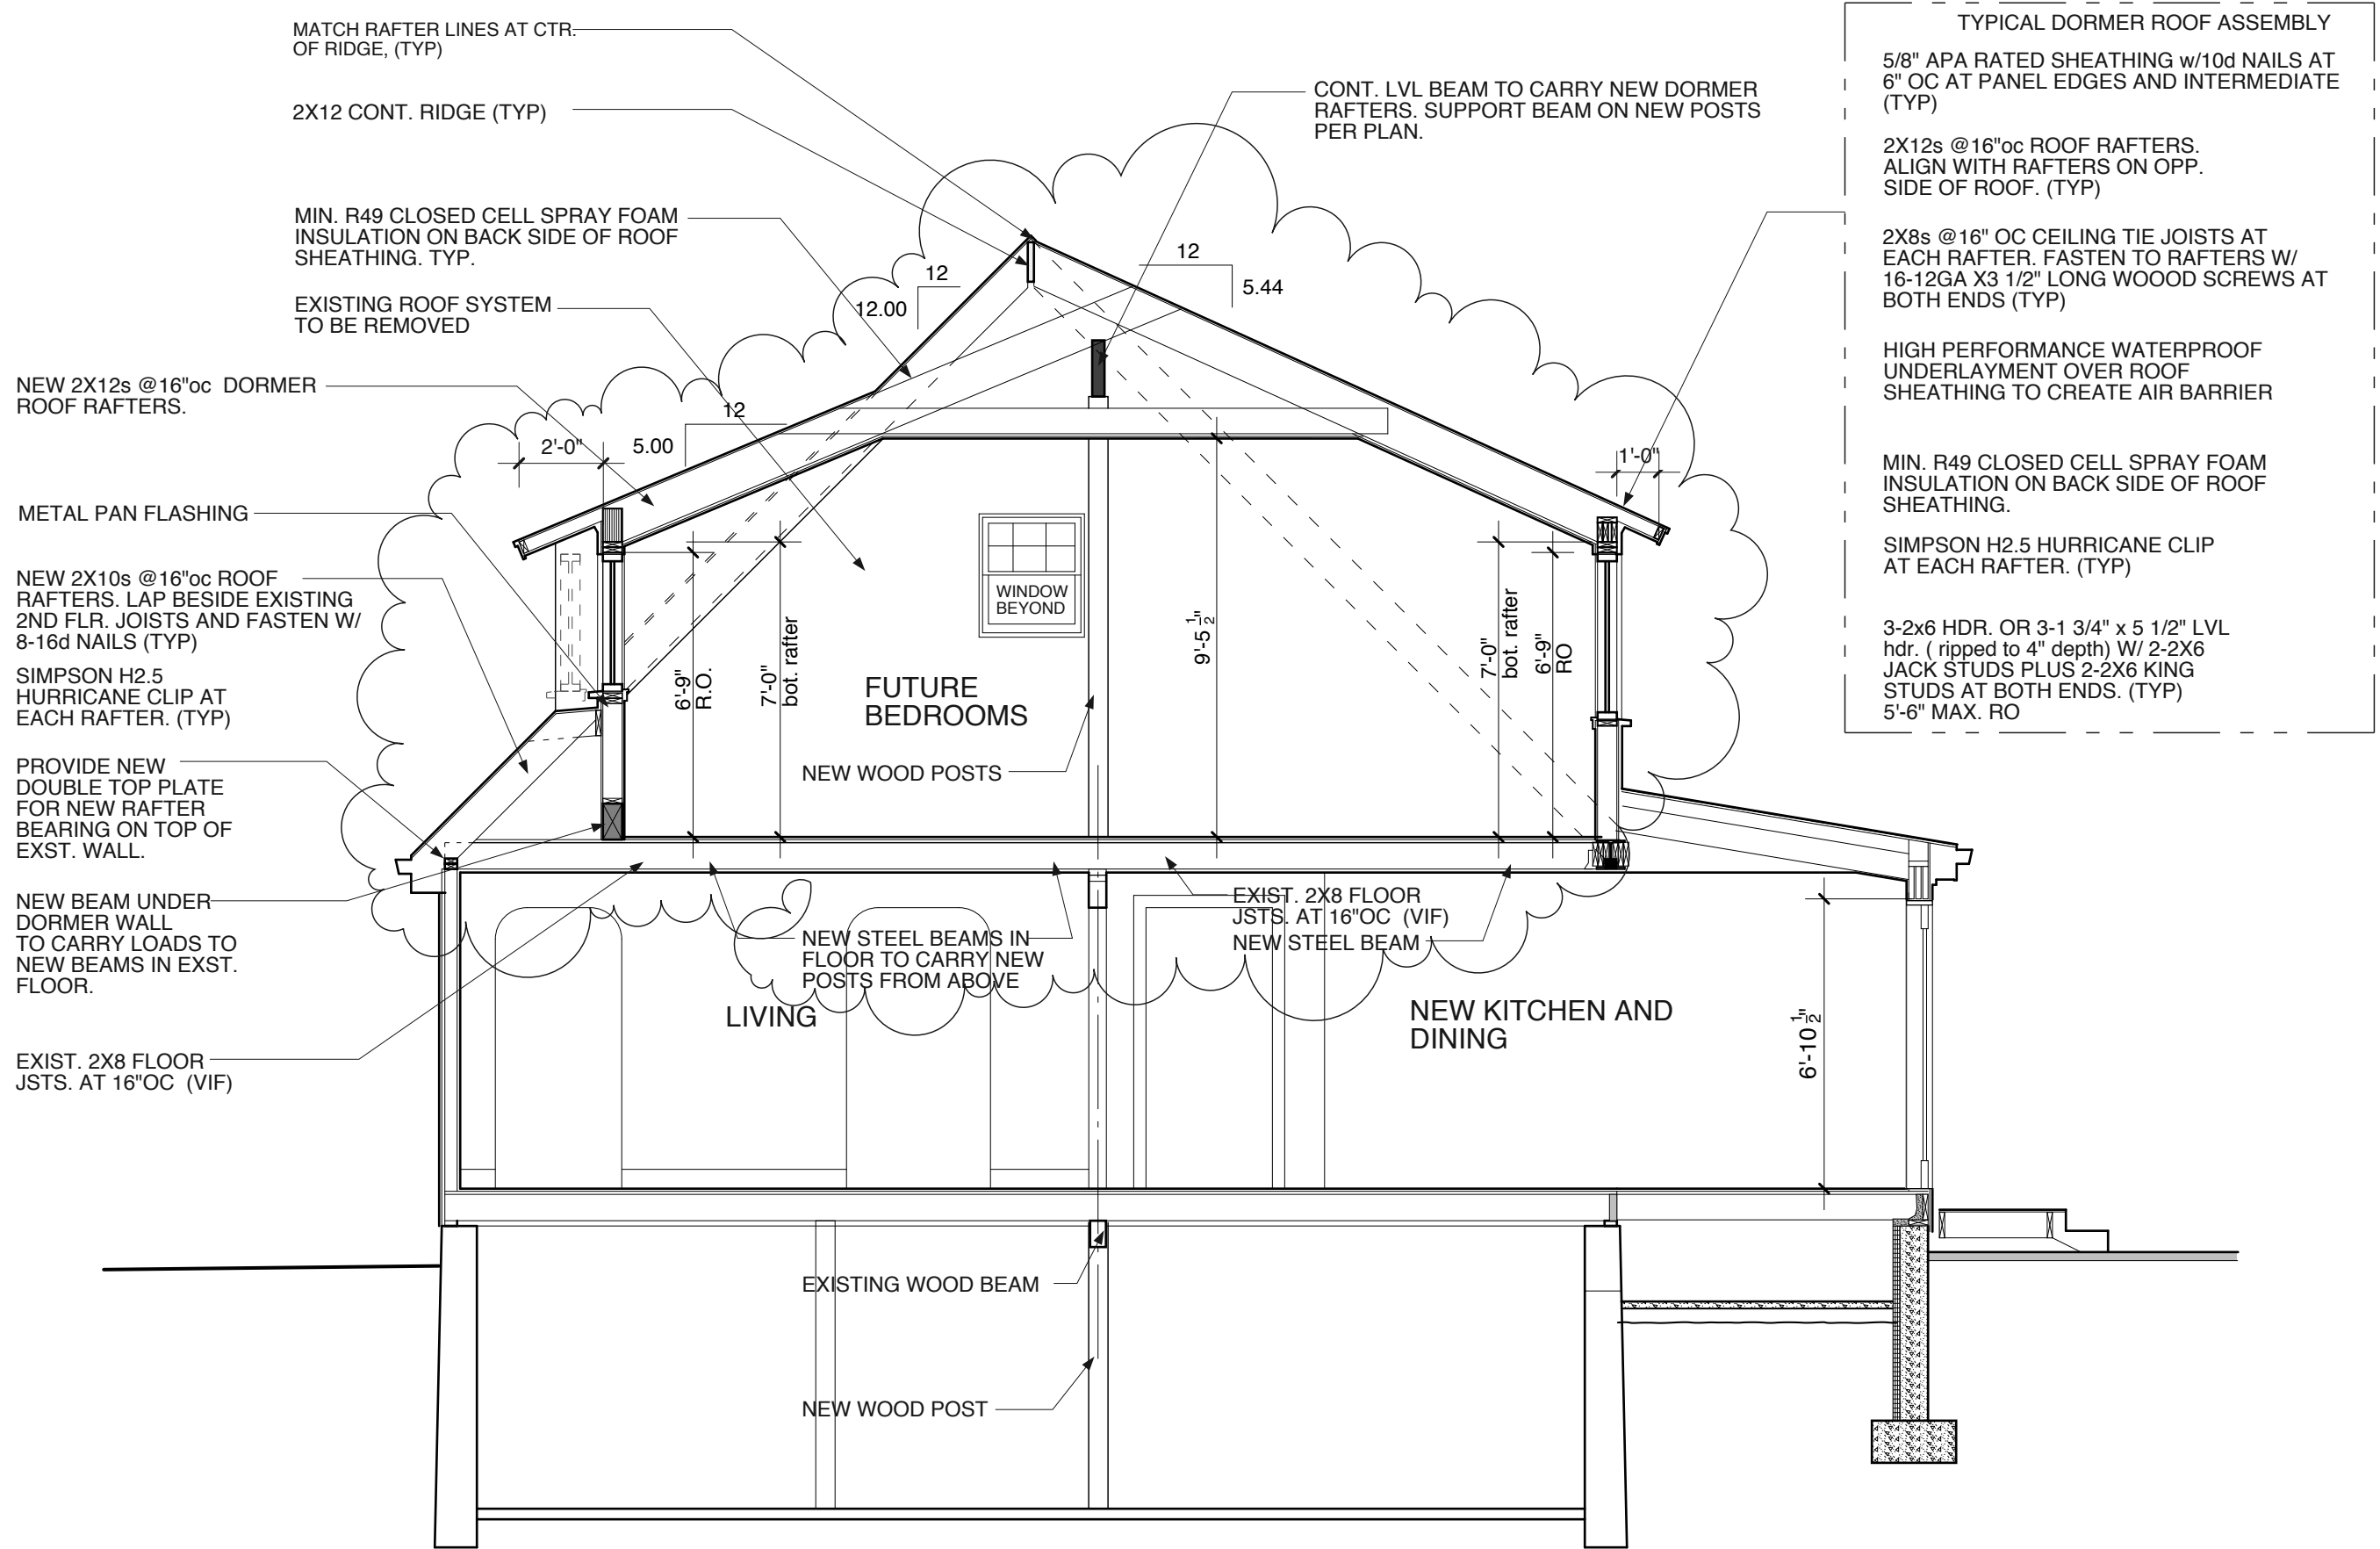 MATCH RAFTER LINES AT CTR.
OF RIDGE, (TYP)
2X12 CONT. RIDGE (TYP)
MIN. R49 CLOSED CELL SPRAY FOAM
INSULATION ON BACK SIDE OF ROOF
SHEATHING. TYP.
EXISTING ROOF SYSTEM
TO BE REMOVED
NEW 2X12s @16"oc  DORMER
ROOF RAFTERS.
METAL PAN FLASHING
NEW 2X10s @16"oc ROOF
RAFTERS. LAP BESIDE EXISTING
2ND FLR. JOISTS AND FASTEN W/
8-16d NAILS (TYP)
SIMPSON H2.5
HURRICANE CLIP AT
EACH RAFTER. (TYP)
PROVIDE NEW
DOUBLE TOP PLATE
FOR NEW RAFTER
BEARING ON TOP OF
EXST. WALL.
NEW BEAM UNDER
DORMER WALL
TO CARRY LOADS TO
NEW BEAMS IN EXST.
FLOOR.
EXIST. 2X8 FLOOR
JSTS. AT 16"OC  (VIF)
CONT. LVL BEAM TO CARRY NEW DORMER
RAFTERS. SUPPORT BEAM ON NEW POSTS
PER PLAN.
12
12.00
12
5.44
12
5.00
2'-0"
1'-0"
6'-9"
R.O.
7'-0"
bot. rafter
WINDOW
BEYOND
FUTURE
BEDROOMS
NEW WOOD POSTS
9'-5 1/2"
7'-0"
bot. rafter
6'-9"
RO
EXIST. 2X8 FLOOR
JSTS. AT 16"OC  (VIF)
NEW STEEL BEAM
NEW STEEL BEAMS IN
FLOOR TO CARRY NEW
POSTS FROM ABOVE
LIVING
NEW KITCHEN AND
DINING
6'-10 1/2"
EXISTING WOOD BEAM
NEW WOOD POST
TYPICAL DORMER ROOF ASSEMBLY
5/8" APA RATED SHEATHING w/10d NAILS AT
6" OC AT PANEL EDGES AND INTERMEDIATE
(TYP)
2X12s @16"oc ROOF RAFTERS.
ALIGN WITH RAFTERS ON OPP.
SIDE OF ROOF. (TYP)
2X8s @16" OC CEILING TIE JOISTS AT
EACH RAFTER. FASTEN TO RAFTERS W/
16-12GA X3 1/2" LONG WOOOD SCREWS AT
BOTH ENDS (TYP)
HIGH PERFORMANCE WATERPROOF
UNDERLAYMENT OVER ROOF
SHEATHING TO CREATE AIR BARRIER
MIN. R49 CLOSED CELL SPRAY FOAM
INSULATION ON BACK SIDE OF ROOF
SHEATHING.
SIMPSON H2.5 HURRICANE CLIP
AT EACH RAFTER. (TYP)
3-2x6 HDR. OR 3-1 3/4" x 5 1/2" LVL
hdr. ( ripped to 4" depth) W/ 2-2X6
JACK STUDS PLUS 2-2X6 KING
STUDS AT BOTH ENDS. (TYP)
5'-6" MAX. RO